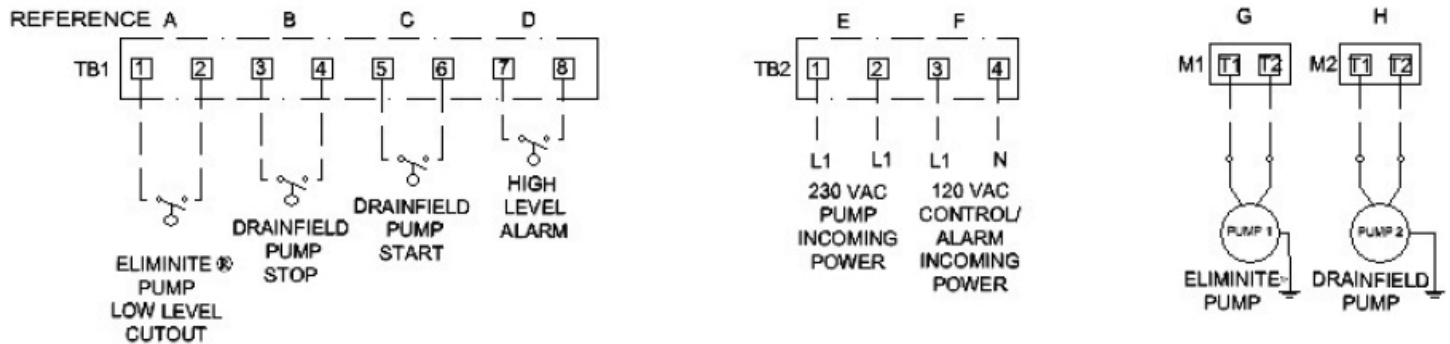 REFERENCE A B C D E F G H
TB1 1 2 3 4 5 6 7 8
TB2 1 2 3 4
M1 T1 T2
M2 T1 T2
L1 L1 L1 N
ELIMINITE ®
PUMP
LOW LEVEL
CUTOUT
DRAINFIELD
PUMP
STOP
DRAINFIELD
PUMP
START
HIGH
LEVEL
ALARM
230 VAC
PUMP
INCOMING
POWER
120 VAC
CONTROL/
ALARM
INCOMING
POWER
PUMP 1
ELIMINITE
PUMP
PUMP 2
DRAINFIELD
PUMP